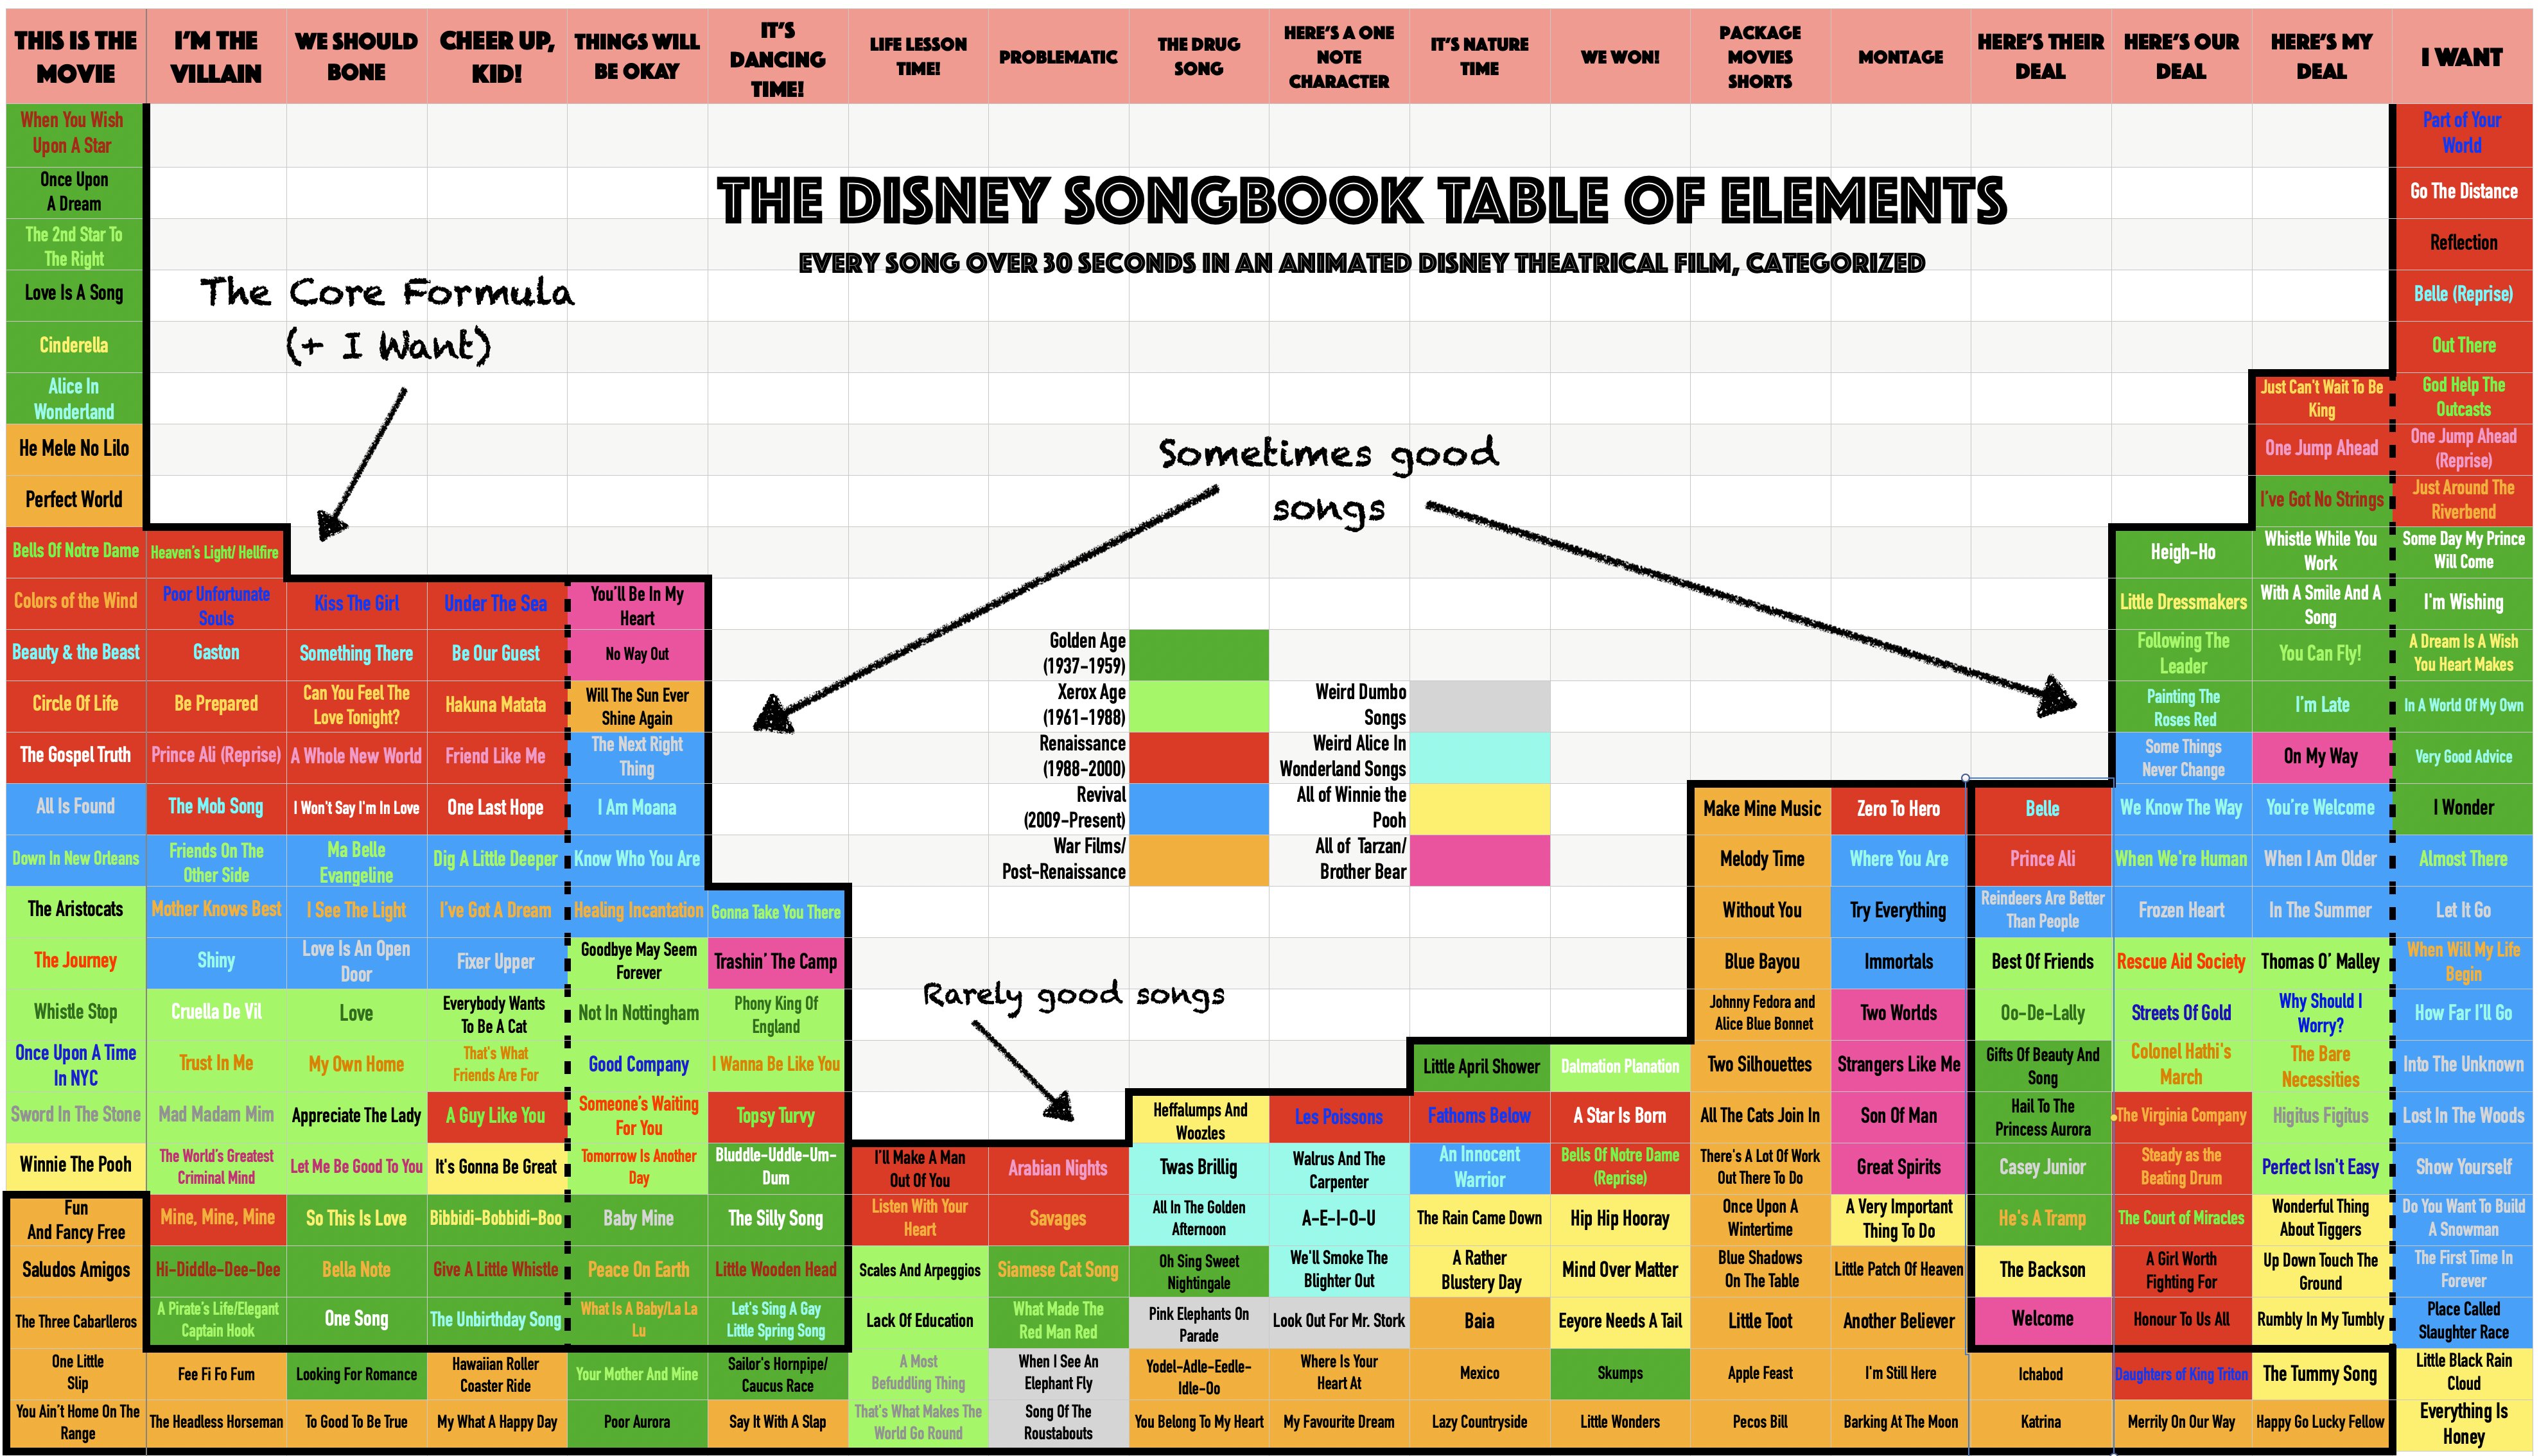 THIS IS THE
MOVIE
I'M THE
VILLAIN
WE SHOULD
BONE
CHEER UP,
KID!
THINGS WILL
BE OKAY
IT'S
DANCING
TIME!
LIFE LESSON
TIME!
PROBLEMATIC
THE DRUG
SONG
HERE'S A ONE
NOTE
CHARACTER
IT'S NATURE
TIME
WE WON!
PACKAGE
MOVIES
SHORTS
MONTAGE
HERE'S THEIR
DEAL
HERE'S OUR
DEAL
HERE'S MY
DEAL
I WANT
THE DISNEY SONGBOOK TABLE OF ELEMENTS
EVERY SONG OVER 30 SECONDS IN AN ANIMATED DISNEY THEATRICAL FILM, CATEGORIZED
The Core Formula
(+ I Want)
Sometimes good
songs
Rarely good songs
Golden Age
(1937-1959)
Xerox Age
(1961-1988)
Renaissance
(1988-2000)
Revival
(2009-Present)
War Films/
Post-Renaissance
Weird Dumbo
Songs
Weird Alice In
Wonderland Songs
All of Winnie the
Pooh
All of Tarzan/
Brother Bear
When You Wish
Upon A Star
Part of Your
World
Once Upon
A Dream
Go The Distance
The 2nd Star To
The Right
Reflection
Love Is A Song
Belle (Reprise)
Cinderella
Out There
Alice In
Wonderland
Just Can't Wait To Be
King
God Help The
Outcasts
He Mele No Lilo
One Jump Ahead
One Jump Ahead
(Reprise)
Perfect World
I've Got No Strings
Just Around The
Riverbend
Bells Of Notre Dame
Heaven's Light/ Hellfire
Heigh-Ho
Whistle While You
Work
Some Day My Prince
Will Come
Colors of the Wind
Poor Unfortunate
Souls
Kiss The Girl
Under The Sea
You'll Be In My
Heart
Little Dressmakers
With A Smile And A
Song
I'm Wishing
Beauty & the Beast
Gaston
Something There
Be Our Guest
No Way Out
Following The
Leader
You Can Fly!
A Dream Is A Wish
You Heart Makes
Circle Of Life
Be Prepared
Can You Feel The
Love Tonight?
Hakuna Matata
Will The Sun Ever
Shine Again
Painting The
Roses Red
I'm Late
In A World Of My Own
The Gospel Truth
Prince Ali (Reprise)
A Whole New World
Friend Like Me
The Next Right
Thing
Some Things
Never Change
On My Way
Very Good Advice
All Is Found
The Mob Song
I Won't Say I'm In Love
One Last Hope
I Am Moana
Make Mine Music
Zero To Hero
Belle
We Know The Way
You're Welcome
I Wonder
Down In New Orleans
Friends On The
Other Side
Ma Belle
Evangeline
Dig A Little Deeper
Know Who You Are
Melody Time
Where You Are
Prince Ali
When We're Human
When I Am Older
Almost There
The Aristocats
Mother Knows Best
I See The Light
I've Got A Dream
Healing Incantation
Gonna Take You There
Without You
Try Everything
Reindeers Are Better
Than People
Frozen Heart
In The Summer
Let It Go
The Journey
Shiny
Love Is An Open
Door
Fixer Upper
Goodbye May Seem
Forever
Trashin' The Camp
Blue Bayou
Immortals
Best Of Friends
Rescue Aid Society
Thomas O' Malley
When Will My Life
Begin
Whistle Stop
Cruella De Vil
Love
Everybody Wants
To Be A Cat
Not In Nottingham
Phony King Of
England
Johnny Fedora and
Alice Blue Bonnet
Two Worlds
Oo-De-Lally
Streets Of Gold
Why Should I
Worry?
How Far I'll Go
Once Upon A Time
In NYC
Trust In Me
My Own Home
That's What
Friends Are For
Good Company
I Wanna Be Like You
Little April Shower
Dalmation Planation
Two Silhouettes
Strangers Like Me
Gifts Of Beauty And
Song
Colonel Hathi's
March
The Bare
Necessities
Into The Unknown
Sword In The Stone
Mad Madam Mim
Appreciate The Lady
A Guy Like You
Someone's Waiting
For You
Topsy Turvy
Heffalumps And
Woozles
Les Poissons
Fathoms Below
A Star Is Born
All The Cats Join In
Son Of Man
Hail To The
Princess Aurora
The Virginia Company
Higitus Figitus
Lost In The Woods
Winnie The Pooh
The World's Greatest
Criminal Mind
Let Me Be Good To You
It's Gonna Be Great
Tomorrow Is Another
Day
Bluddle-Uddle-Um-
Dum
I'll Make A Man
Out Of You
Arabian Nights
Twas Brillig
Walrus And The
Carpenter
An Innocent
Warrior
Bells Of Notre Dame
(Reprise)
There's A Lot Of Work
Out There To Do
Great Spirits
Casey Junior
Steady as the
Beating Drum
Perfect Isn't Easy
Show Yourself
Fun
And Fancy Free
Mine, Mine, Mine
So This Is Love
Bibbidi-Bobbidi-Boo
Baby Mine
The Silly Song
Listen With Your
Heart
Savages
All In The Golden
Afternoon
A-E-I-O-U
The Rain Came Down
Hip Hip Hooray
Once Upon A
Wintertime
A Very Important
Thing To Do
He's A Tramp
The Court of Miracles
Wonderful Thing
About Tiggers
Do You Want To Build
A Snowman
Saludos Amigos
Hi-Diddle-Dee-Dee
Bella Note
Give A Little Whistle
Peace On Earth
Little Wooden Head
Scales And Arpeggios
Siamese Cat Song
Oh Sing Sweet
Nightingale
We'll Smoke The
Blighter Out
A Rather
Blustery Day
Mind Over Matter
Blue Shadows
On The Table
Little Patch Of Heaven
The Backson
A Girl Worth
Fighting For
Up Down Touch The
Ground
The First Time In
Forever
The Three Cabarlleros
A Pirate's Life/Elegant
Captain Hook
One Song
The Unbirthday Song
What Is A Baby/La La
Lu
Let's Sing A Gay
Little Spring Song
Lack Of Education
What Made The
Red Man Red
Pink Elephants On
Parade
Look Out For Mr. Stork
Baia
Eeyore Needs A Tail
Little Toot
Another Believer
Welcome
Honour To Us All
Rumbly In My Tumbly
Place Called
Slaughter Race
One Little
Slip
Fee Fi Fo Fum
Looking For Romance
Hawaiian Roller
Coaster Ride
Your Mother And Mine
Sailor's Hornpipe/
Caucus Race
A Most
Befuddling Thing
When I See An
Elephant Fly
Yodel-Adle-Eedle-
Idle-Oo
Where Is Your
Heart At
Mexico
Skumps
Apple Feast
I'm Still Here
Ichabod
Daughters of King Triton
The Tummy Song
Little Black Rain
Cloud
You Ain't Home On The
Range
The Headless Horseman
To Good To Be True
My What A Happy Day
Poor Aurora
Say It With A Slap
That's What Makes The
World Go Round
Song Of The
Roustabouts
You Belong To My Heart
My Favourite Dream
Lazy Countryside
Little Wonders
Pecos Bill
Barking At The Moon
Katrina
Merrily On Our Way
Happy Go Lucky Fellow
Everything Is
Honey